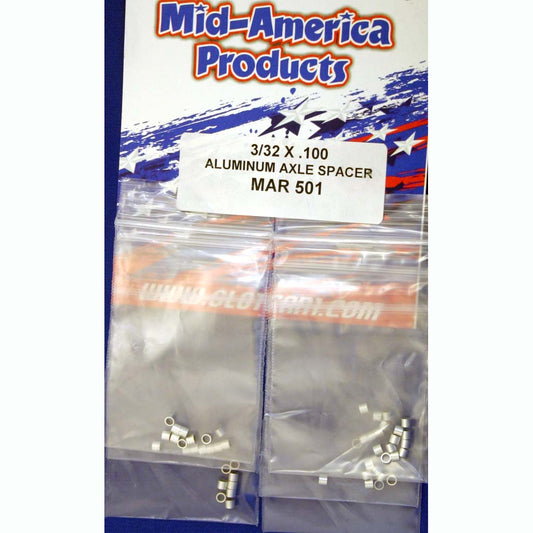 Mid-America
Products
3/32 X .100
ALUMINUM AXLE SPACER
MAR 501